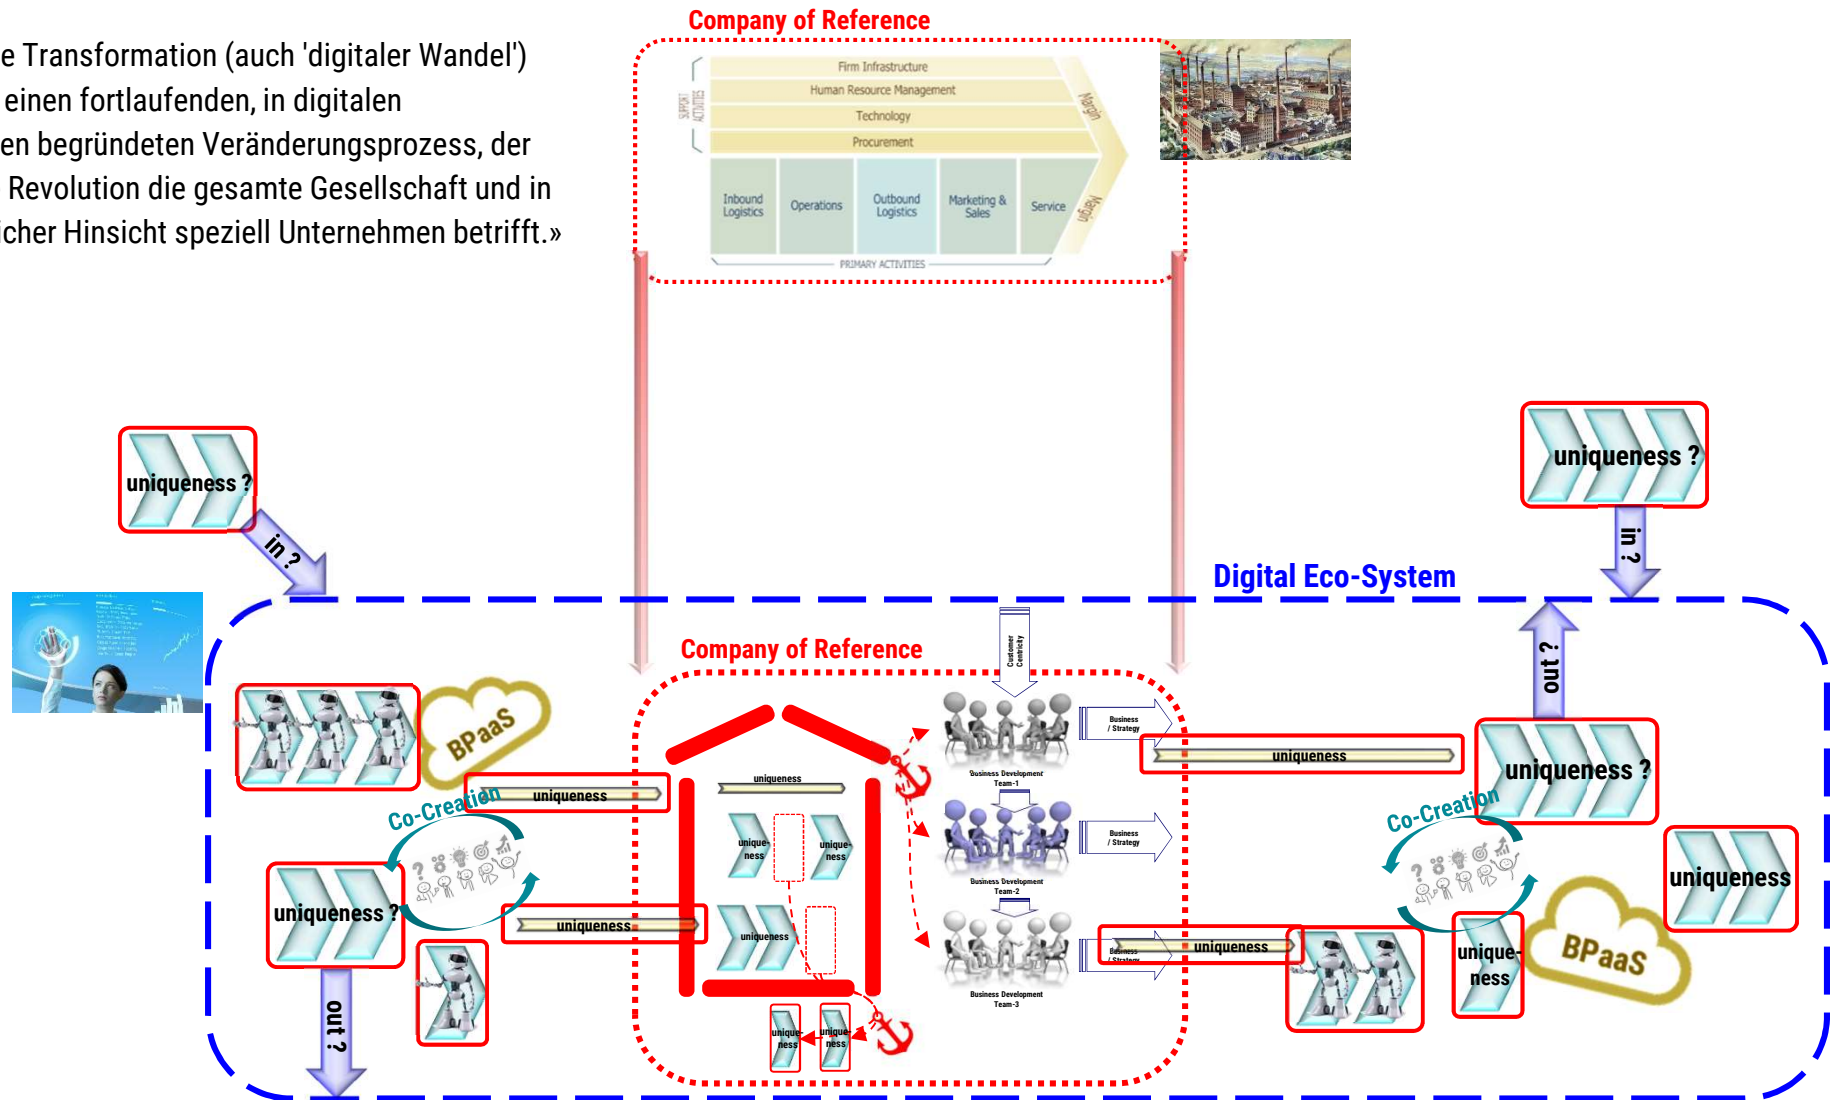 Company of Reference
e Transformation (auch 'digitaler Wandel')
einen fortlaufenden, in digitalen
en begründeten Veränderungsprozess, der
Revolution die gesamte Gesellschaft und in
licher Hinsicht speziell Unternehmen betrifft.»
SUPPORT
ACTIVITIES
Firm Infrastructure
Human Resource Management
Technology
Procurement
Margin
Inbound
Logistics
Operations
Outbound
Logistics
Marketing &
Sales
Service
Margin
PRIMARY ACTIVITIES
uniqueness ?
in ?
uniqueness ?
in ?
Digital Eco-System
Company of Reference
Customer
Centricity
out ?
BPaaS
Business
/ Strategy
uniqueness
uniqueness ?
Business Development
Team-1
uniqueness
uniqueness
Co-Creation
Co-Creation
unique-
ness
unique-
ness
Business
/ Strategy
Business Development
Team-2
uniqueness
uniqueness ?
uniqueness
uniqueness
Business
/ Strategy
uniqueness
unique-
ness
BPaaS
Business Development
Team-3
out ?
unique-
ness
unique-
ness